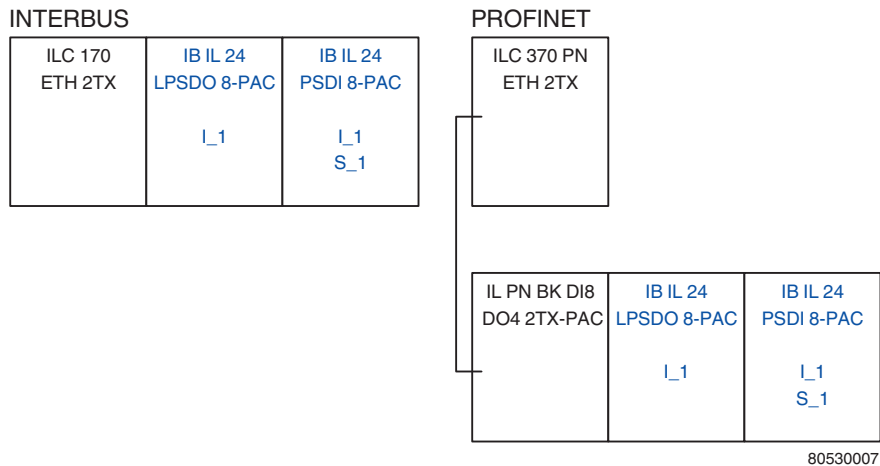 INTERBUS
ILC 170
ETH 2TX
IB IL 24
LPSDO 8-PAC
I_1
IB IL 24
PSDI 8-PAC
I_1
S_1
PROFINET
ILC 370 PN
ETH 2TX
IL PN BK DI8
DO4 2TX-PAC
IB IL 24
LPSDO 8-PAC
I_1
IB IL 24
PSDI 8-PAC
I_1
S_1
80530007